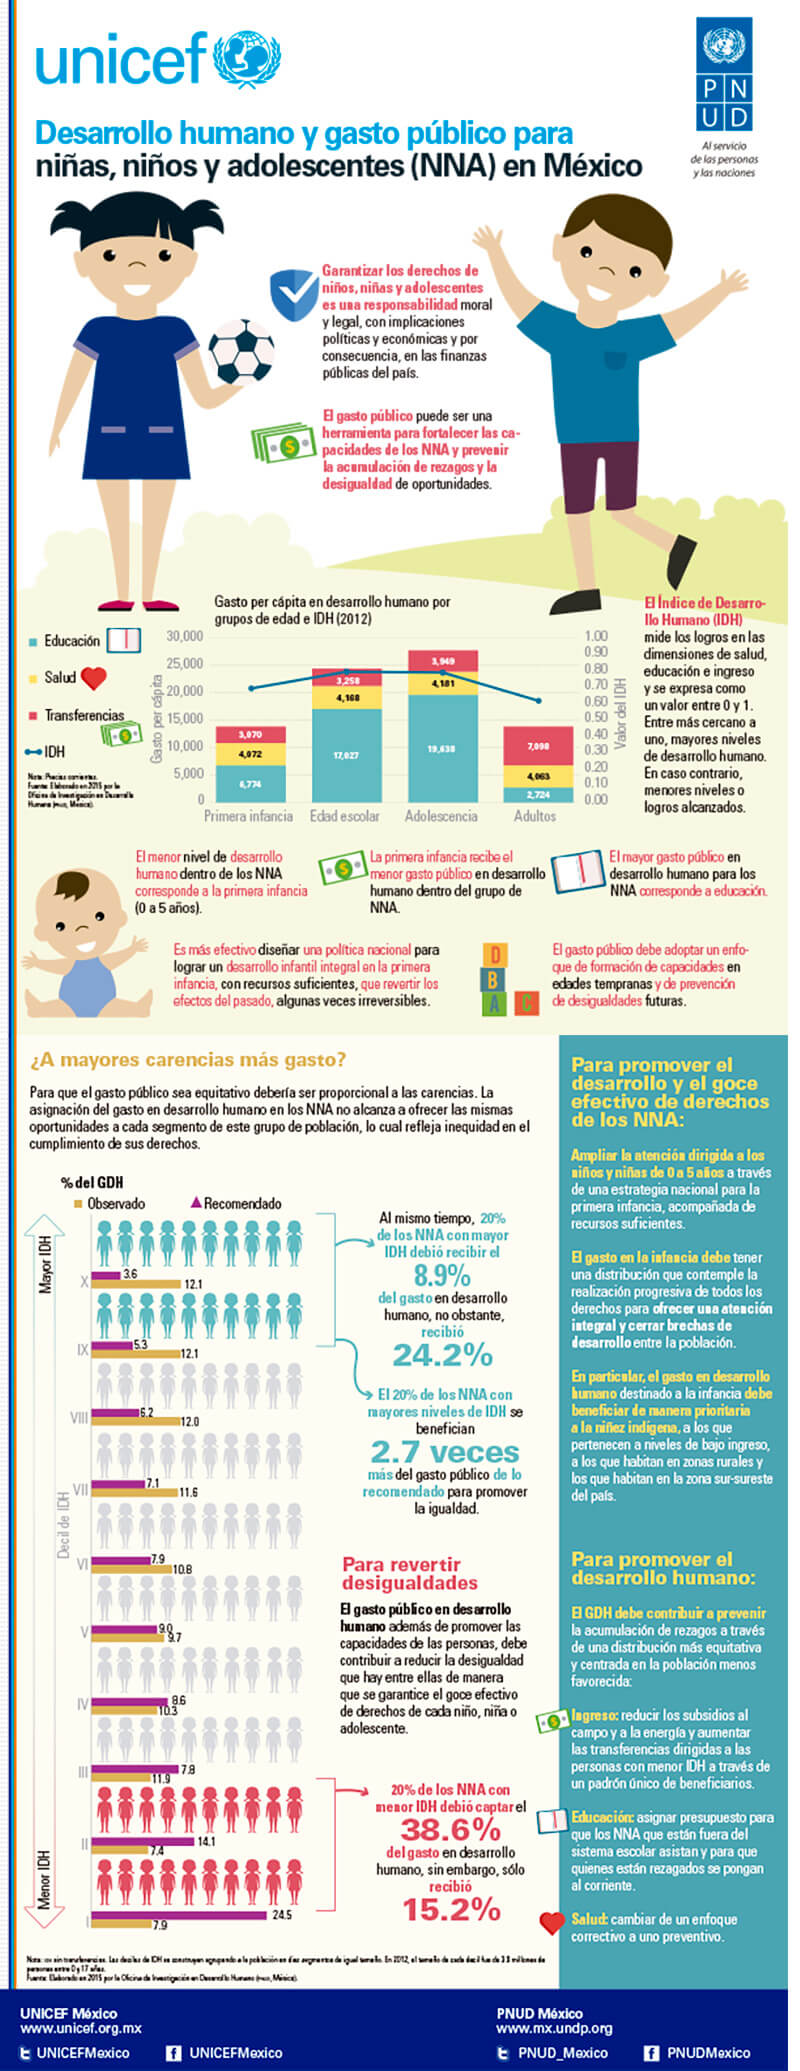 unicef
PNUD
Al servicio
de las personas
y las naciones
Desarrollo humano y gasto público para
niñas, niños y adolescentes (NNA) en México
Garantizar los derechos de
niños, niñas y adolescentes
es una responsabilidad moral
y legal, con implicaciones
políticas y económicas y por
consecuencia, en las finanzas
públicas del país.
El gasto público puede ser una
herramienta para fortalecer las ca-
pacidades de los NNA y prevenir
la acumulación de rezagos y la
desigualdad de oportunidades.
Gasto per cápita en desarrollo humano por
grupos de edad e IDH (2012)
Educación
Salud
Transferencias
IDH
Nota: Precios corrientes.
Fuente: Elaborado en 2015 por la
Oficina de Investigación en Desarrollo
Humano (PNUD, México).
Gasto per cápita
30,000
25,000
20,000
15,000
10,000
5,000
0
3,070
4,072
6,774
3,258
4,168
17,027
3,949
4,181
19,638
7,098
4,063
2,724
1.00
0.90
0.80
0.70
0.60
0.50
0.40
0.30
0.20
0.10
0.00
Valor del IDH
Primera infancia
Edad escolar
Adolescencia
Adultos
El Índice de Desarro-
llo Humano (IDH)
mide los logros en las
dimensiones de salud,
educación e ingreso
y se expresa como
un valor entre 0 y 1.
Entre más cercano a
uno, mayores niveles
de desarrollo humano.
En caso contrario,
menores niveles o
logros alcanzados.
El menor nivel de desarrollo
humano dentro de los NNA
corresponde a la primera infancia
(0 a 5 años).
La primera infancia recibe el
menor gasto público en desarrollo
humano dentro del grupo de
NNA.
El mayor gasto público en
desarrollo humano para los
NNA corresponde a educación.
Es más efectivo diseñar una política nacional para
lograr un desarrollo infantil integral en la primera
infancia, con recursos suficientes, que revertir los
efectos del pasado, algunas veces irreversibles.
D
B
A C
El gasto público debe adoptar un enfo-
que de formación de capacidades en
edades tempranas y de prevención
de desigualdades futuras.
¿A mayores carencias más gasto?
Para que el gasto público sea equitativo debería ser proporcional a las carencias. La
asignación del gasto en desarrollo humano en los NNA no alcanza a ofrecer las mismas
oportunidades a cada segmento de este grupo de población, lo cual refleja inequidad en el
cumplimiento de sus derechos.
% del GDH
Observado
Recomendado
Mayor IDH
Decil de IDH
Menor IDH
X
3.6
12.1
IX
5.3
12.1
VIII
6.2
12.0
VII
7.1
11.6
VI
7.9
10.8
V
9.0
9.7
IV
8.6
10.3
III
7.8
11.9
II
14.1
7.4
I
24.5
7.9
Al mismo tiempo, 20%
de los NNA con mayor
IDH debió recibir el
8.9%
del gasto en desarrollo
humano, no obstante,
recibió
24.2%
El 20% de los NNA con
mayores niveles de IDH se
benefician
2.7 veces
más del gasto público de lo
recomendado para promover
la igualdad.
Para revertir
desigualdades
El gasto público en desarrollo
humano además de promover las
capacidades de las personas, debe
contribuir a reducir la desigualdad
que hay entre ellas de manera
que se garantice el goce efectivo
de derechos de cada niño, niña o
adolescente.
20% de los NNA con
menor IDH debió captar el
38.6%
del gasto en desarrollo
humano, sin embargo, sólo
recibió
15.2%
Para promover el
desarrollo y el goce
efectivo de derechos
de los NNA:
Ampliar la atención dirigida a los
niños y niñas de 0 a 5 años a través
de una estrategia nacional para la
primera infancia, acompañada de
recursos suficientes.
El gasto en la infancia debe tener
una distribución que contemple la
realización progresiva de todos los
derechos para ofrecer una atención
integral y cerrar brechas de
desarrollo entre la población.
En particular, el gasto en desarrollo
humano destinado a la infancia debe
beneficiar de manera prioritaria
a la niñez indígena, a los que
pertenecen a niveles de bajo ingreso,
a los que habitan en zonas rurales y
los que habitan en la zona sur-sureste
del país.
Para promover el
desarrollo humano:
El GDH debe contribuir a prevenir
la acumulación de rezagos a través
de una distribución más equitativa
y centrada en la población menos
favorecida:
Ingreso: reducir los subsidios al
campo y a la energía y aumentar
las transferencias dirigidas a las
personas con menor IDH a través de
un padrón único de beneficiarios.
Educación: asignar presupuesto para
que los NNA que están fuera del
sistema escolar asistan y para que
quienes están rezagados se pongan
al corriente.
Salud: cambiar de un enfoque
correctivo a uno preventivo.
Nota: sin transferencias. Los deciles de IDH se construyen agrupando a la población en diez segmentos de igual tamaño. En 2012, el tamaño de cada decil fue de 3.9 millones de
personas entre 0 y 17 años.
Fuente: Elaborado en 2015 por la Oficina de Investigación en Desarrollo Humano (PNUD, México).
UNICEF México
www.unicef.org.mx
UNICEFMexico
UNICEFMexico
PNUD México
www.mx.undp.org
PNUD_Mexico
PNUDMexico